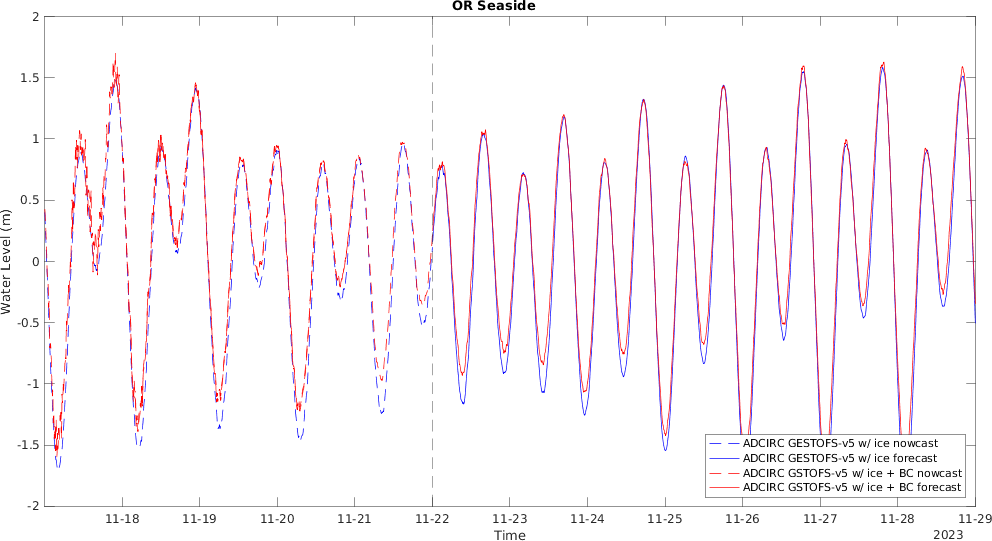 OR Seaside
2
1.5
1
0.5
0
-0.5
-1
-1.5
-2
Water Level (m)
ADCIRC GESTOFS-v5 w/ ice nowcast
ADCIRC GESTOFS-v5 w/ ice forecast
ADCIRC GSTOFS-v5 w/ ice + BC nowcast
ADCIRC GSTOFS-v5 w/ ice + BC forecast
11-18 11-19 11-20 11-21 11-22 11-23 11-24 11-25 11-26 11-27 11-28 11-29
Time
2023